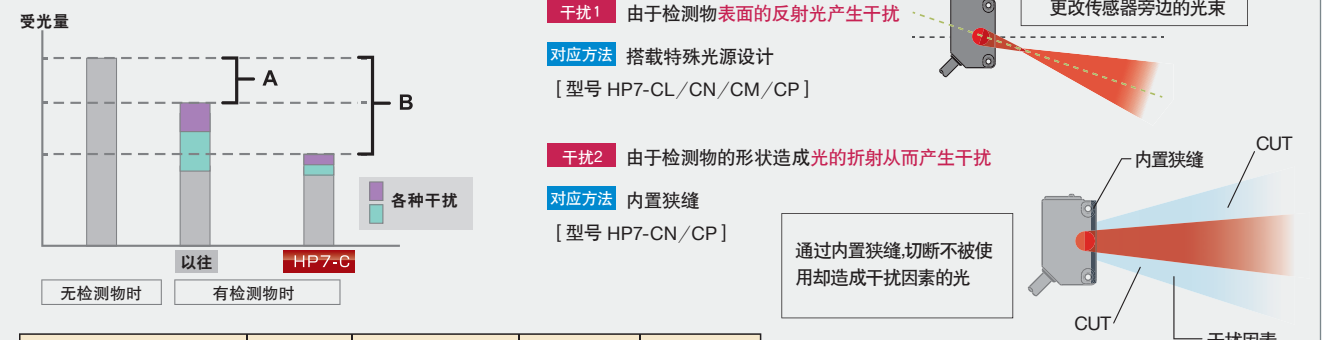 受光量
A
B
各种干扰
以往
HP7-C
无检测物时
有检测物时
干扰1 由于检测物表面的反射光产生干扰
对应方法 搭载特殊光源设计
[ 型号 HP7-CL/CN/CM/CP ]
更改传感器旁边的光束
干扰2 由于检测物的形状造成光的折射从而产生干扰
对应方法 内置狭缝
[ 型号 HP7-CN/CP ]
通过内置狭缝,切断不被使
用却造成干扰因素的光
内置狭缝
CUT
CUT
干扰因素